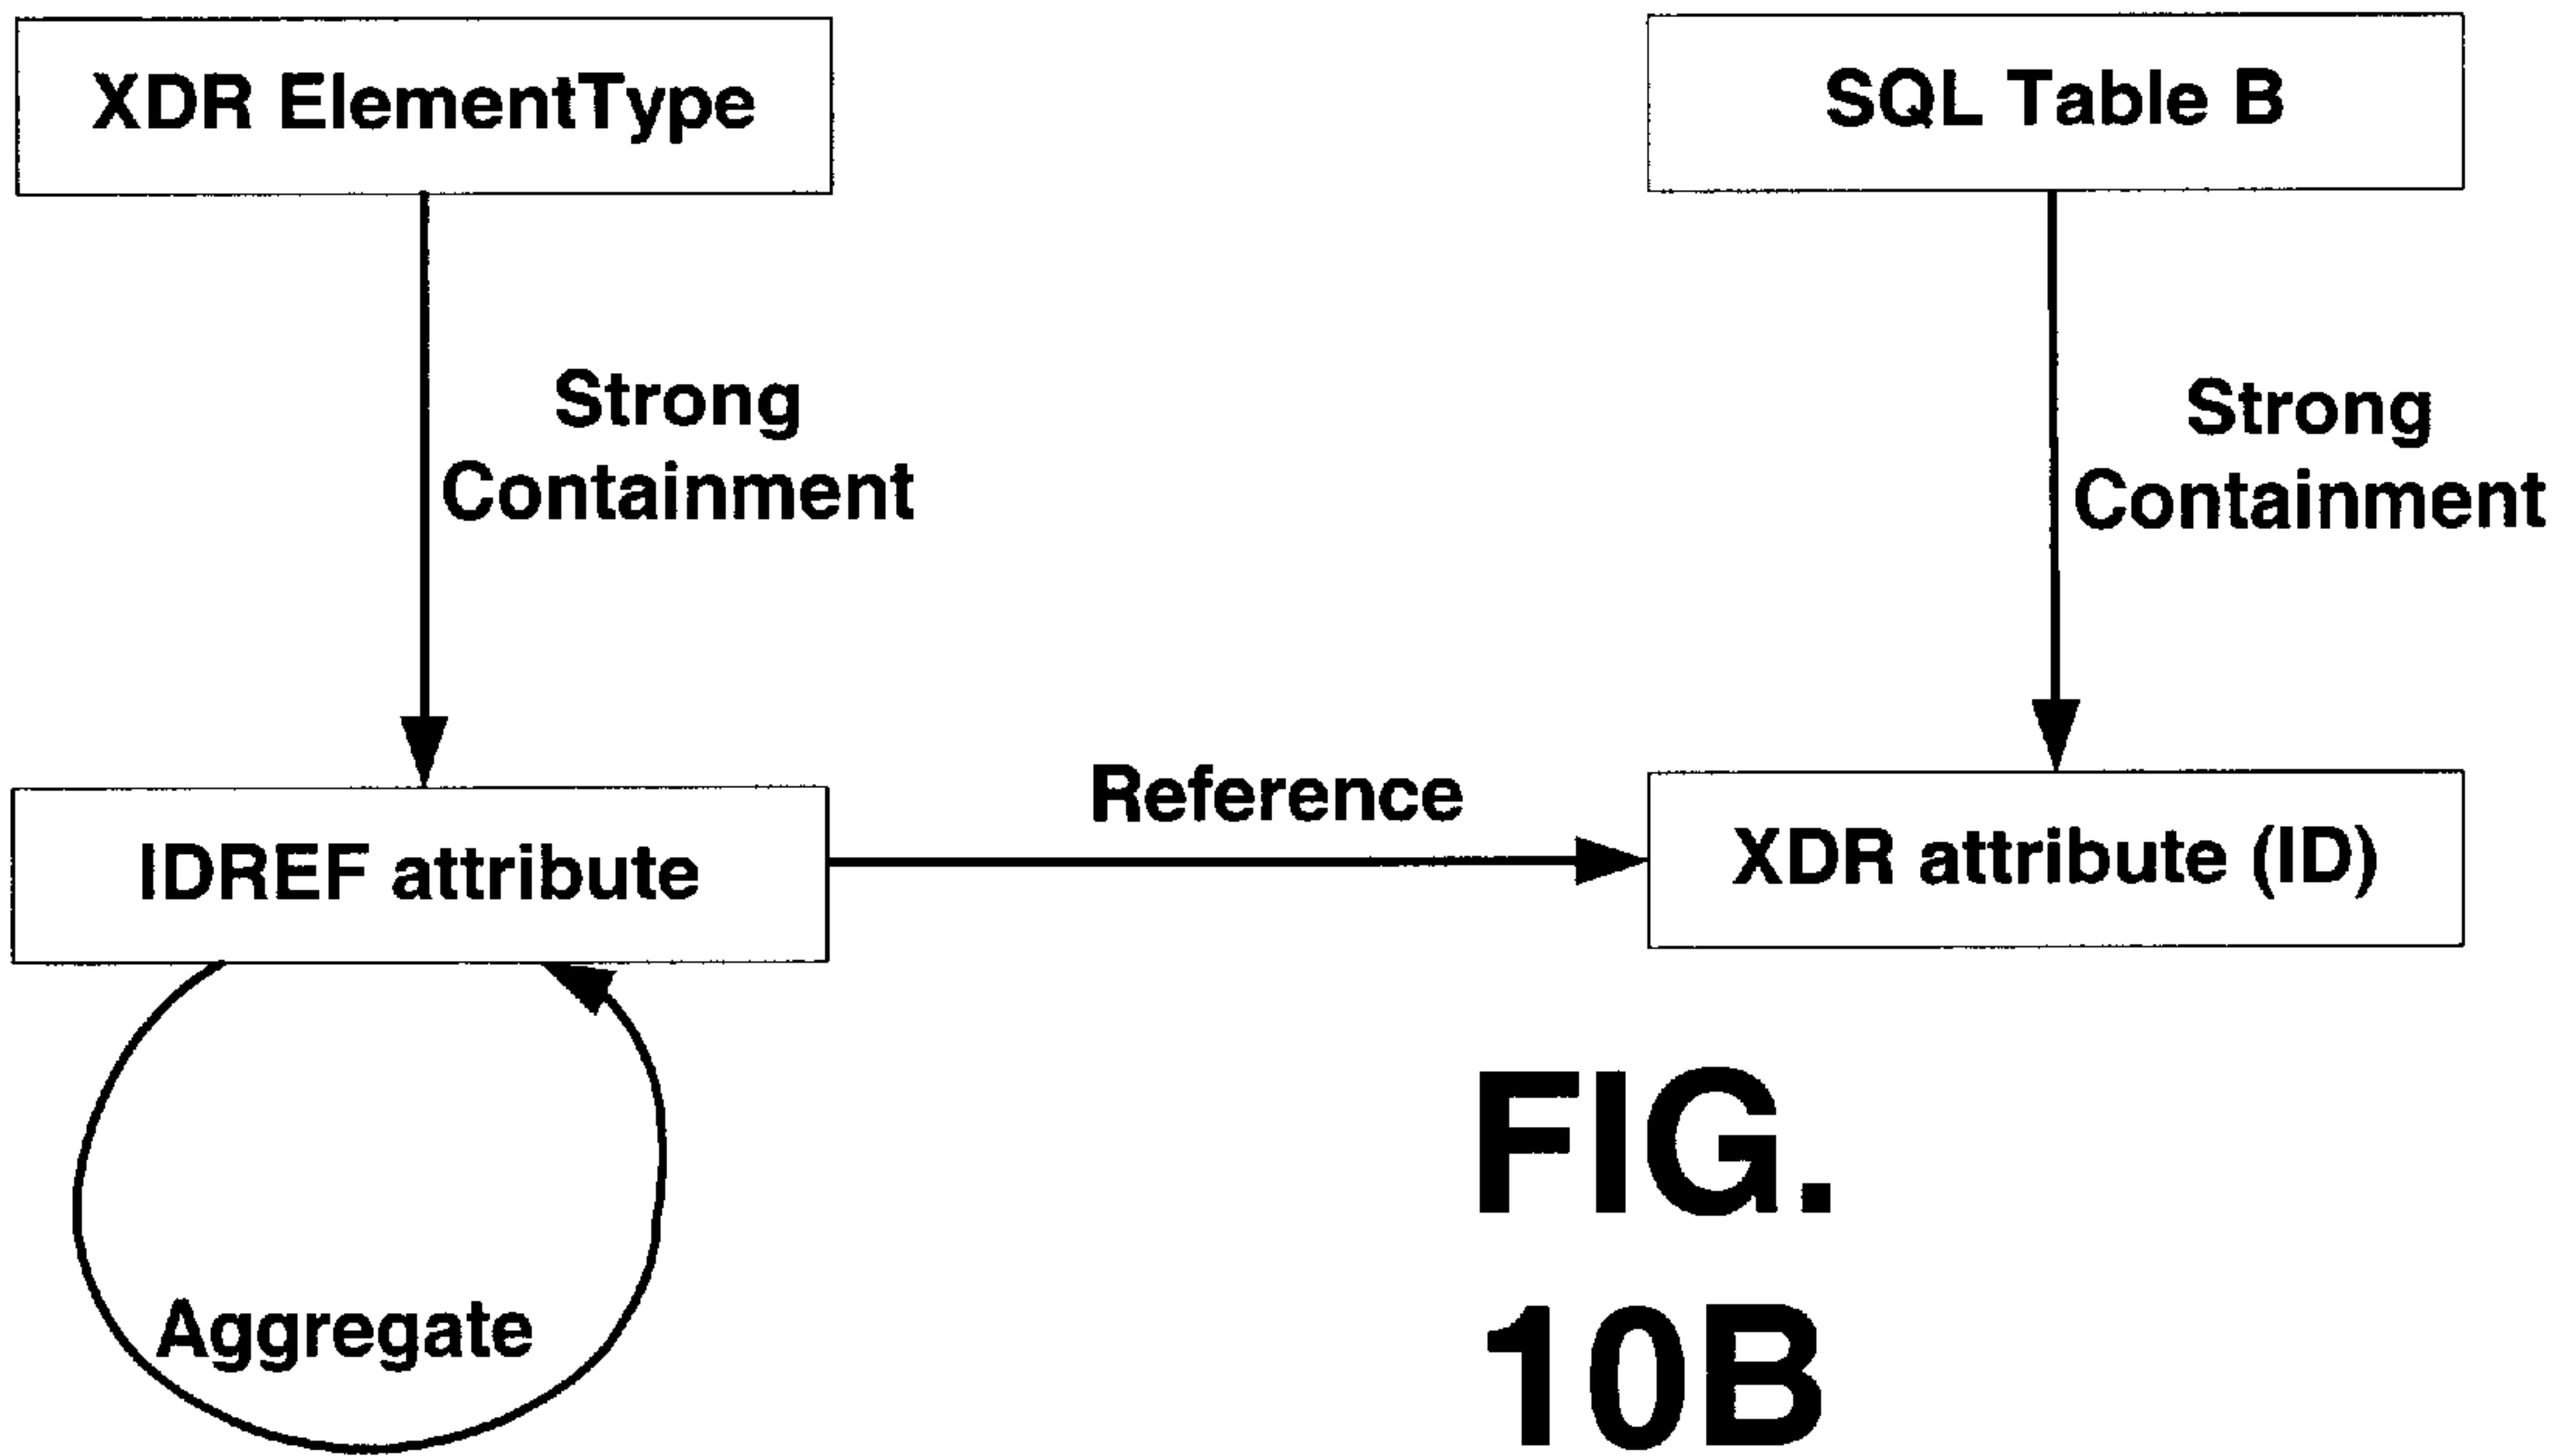 XDR ElementType
SQL Table B
Strong
Containment
Strong
Containment
Reference
IDREF attribute
XDR attribute (ID)
Aggregate
FIG.
10B